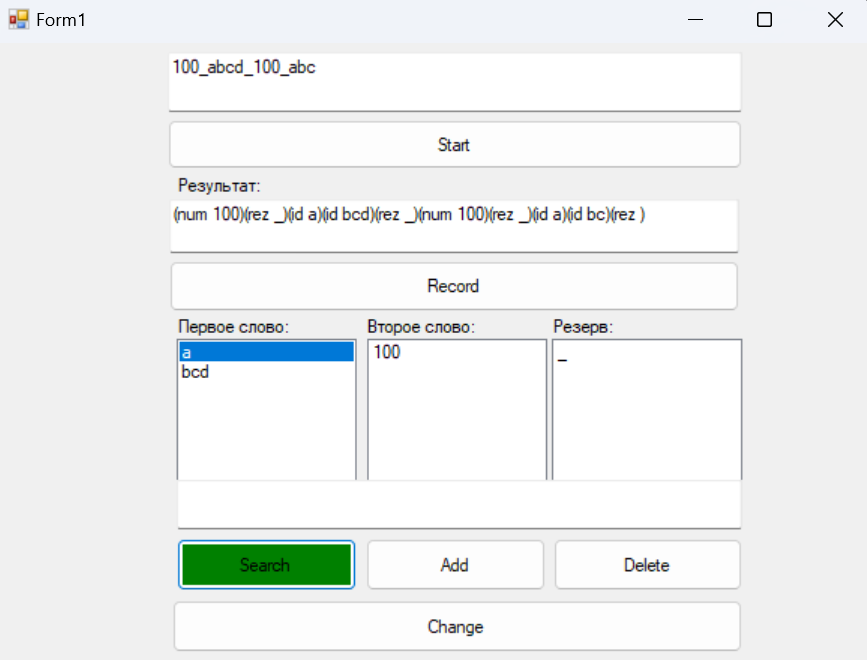 Form1
100_abcd_100_abc
Start
Результат:
(num 100)(rez _)(id a)(id bcd)(rez _)(num 100)(rez _)(id a)(id bc)(rez )
Record
Первое слово: Второе слово: Резерв:
a 100 _
bcd
Search Add Delete
Change